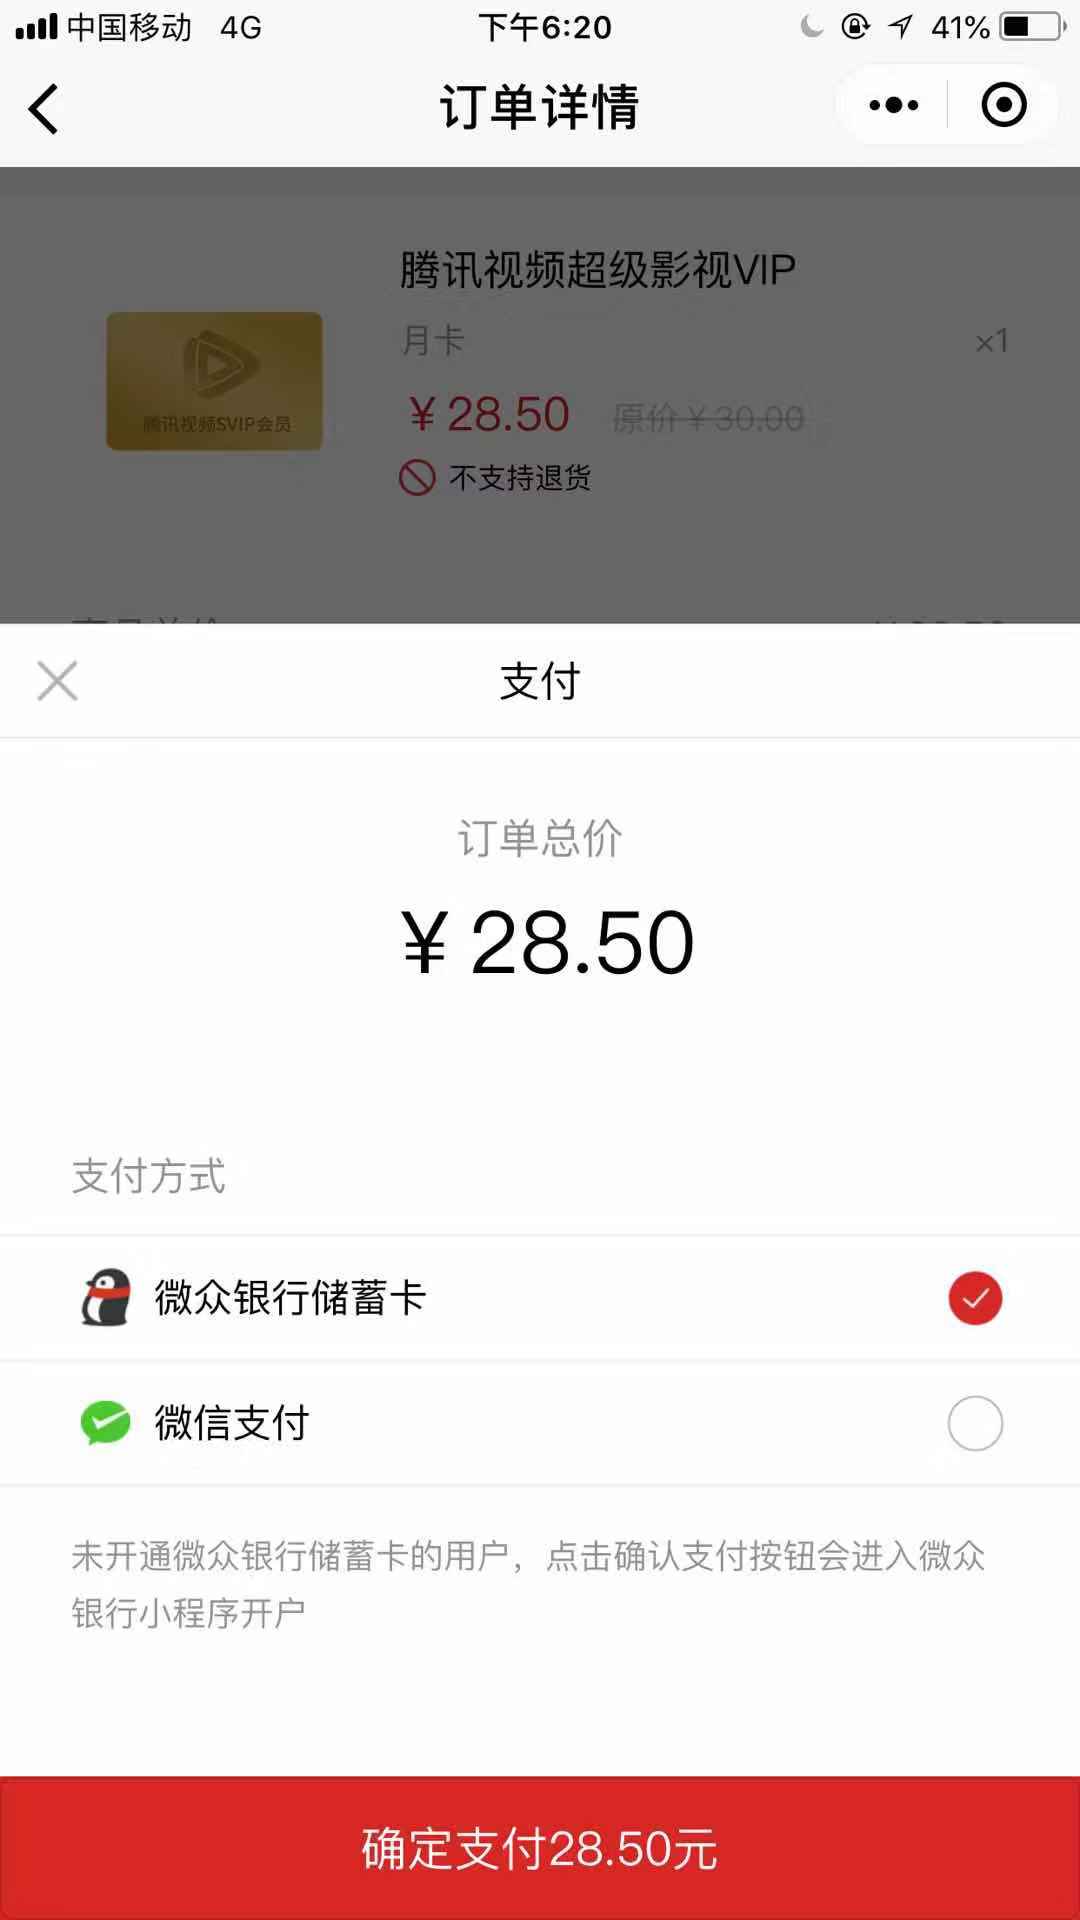 中国移动 4G 下午6:20 41%
订单详情
腾讯视频超级影视VIP
月卡 ×1
¥28.50 原价¥30.00
腾讯视频SVIP会员
不支持退货
支付
订单总价
¥28.50
支付方式
微众银行储蓄卡
微信支付
未开通微众银行储蓄卡的用户，点击确认支付按钮会进入微众
银行小程序开户
确定支付28.50元